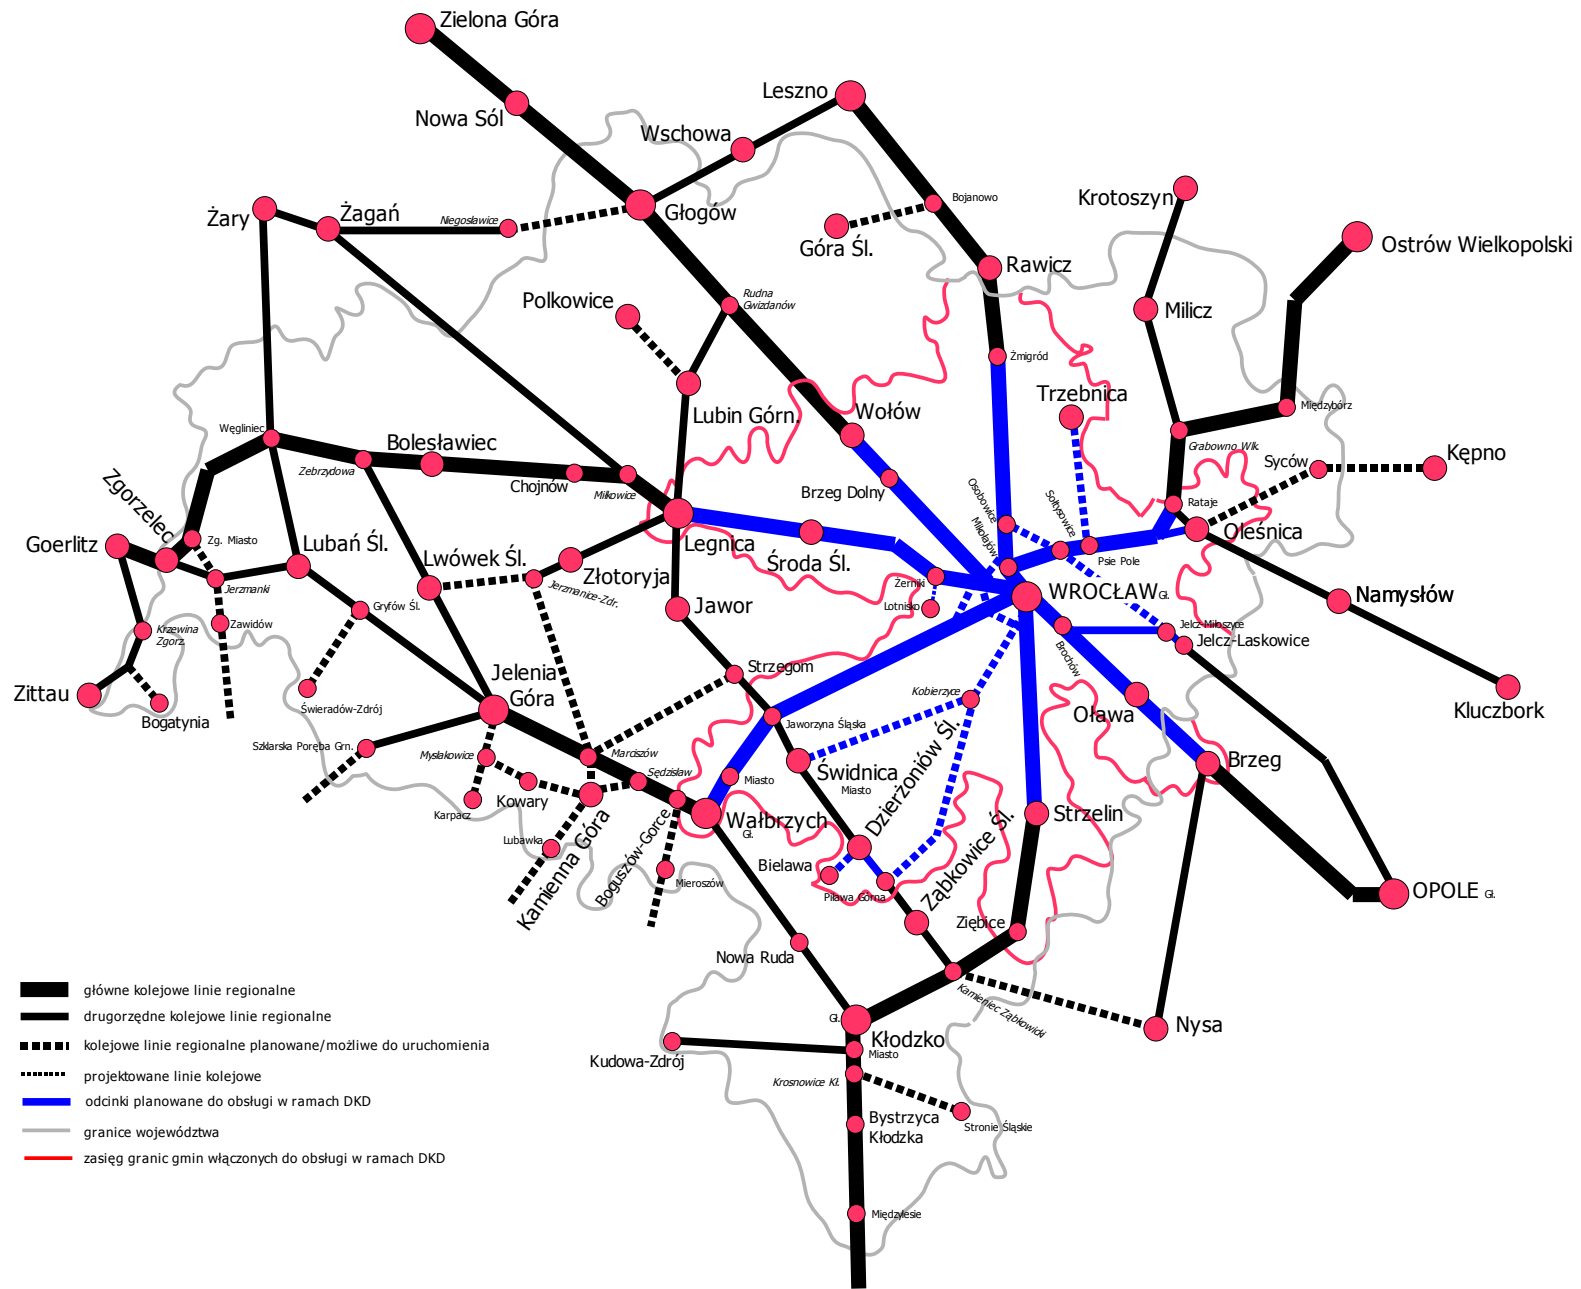 Zielona Góra
Nowa Sól
Leszno
Wschowa
Głogów
Żary
Żagań
Niegosławice
Góra Śl.
Bojanowo
Rawicz
Krotoszyn
Ostrów Wielkopolski
Milicz
Polkowice
Rudna
Gwizdanów
Żmigród
Trzebnica
Lubin Górn.
Wołów
Międzybórz
Grabowno Wlk.
Syców
Kępno
Węgliniec
Zebrzydowa
Bolesławiec
Chojnów
Miłkowice
Brzeg Dolny
Osobowice
Mikołajów
Sołtysowice
Psie Pole
Rataje
Oleśnica
Zgorzelec
Goerlitz
Zg. Miasto
Jerzmanki
Lubań Śl.
Lwówek Śl.
Złotoryja
Jerzmanice-Zdr.
Legnica
Środa Śl.
Żerniki
Lotnisko
WROCŁAW Gł.
Namysłów
Kluczbork
Krzewina
Zgorz.
Zawidów
Gryfów Śl.
Jawor
Brochów
Jelcz Miłoszyce
Jelcz-Laskowice
Zittau
Bogatynia
Świeradów-Zdrój
Jelenia
Góra
Strzegom
Kobierzyce
Oława
Szklarska Poręba Grn.
Mysłakowice
Marciszów
Sędzisław
Jaworzyna Śląska
Miasto
Świdnica
Miasto
Dzierżoniów Śl.
Brzeg
Karpacz
Kowary
Lubawka
Kamienna Góra
Boguszów-Gorce
Mieroszów
Wałbrzych
Gł.
Strzelin
Bielawa
Piława Górna
Ząbkowice Śl.
Ziębice
OPOLE Gł.
Nowa Ruda
Kamieniec Ząbkowicki
Nysa
Gł.
Kłodzko
Miasto
Kudowa-Zdrój
Krosnowice Kł.
Bystrzyca
Kłodzka
Stronie Śląskie
Międzylesie
główne kolejowe linie regionalne
drugorzędne kolejowe linie regionalne
kolejowe linie regionalne planowane/możliwe do uruchomienia
projektowane linie kolejowe
odcinki planowane do obsługi w ramach DKD
granice województwa
zasięg granic gmin włączonych do obsługi w ramach DKD